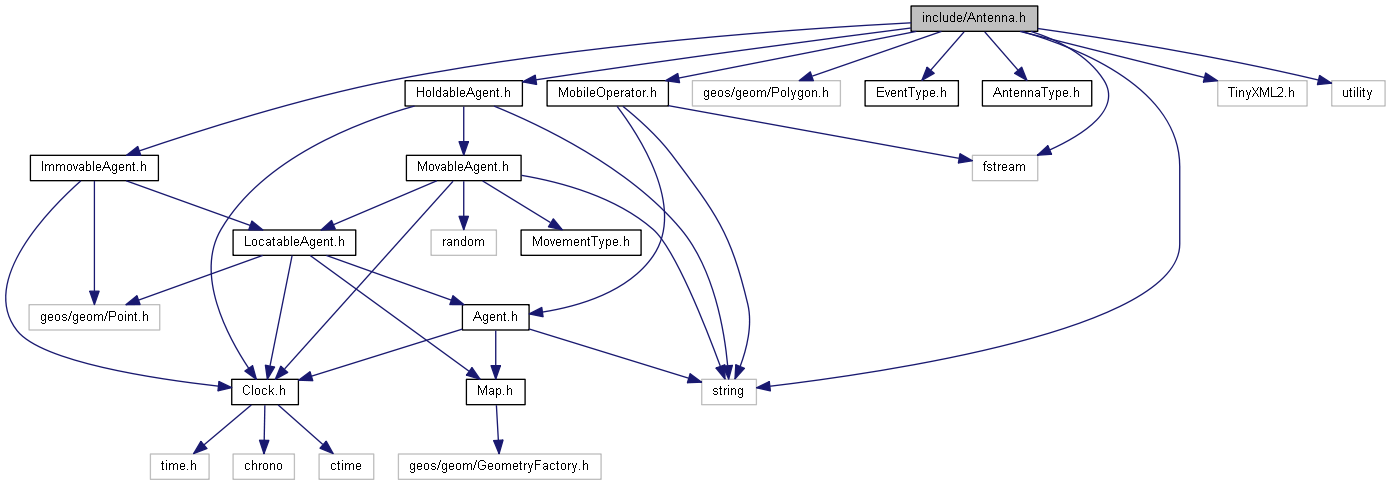 include/Antenna.h
HoldableAgent.h
MobileOperator.h
geos/geom/Polygon.h
EventType.h
AntennaType.h
TinyXML2.h
utility
ImmovableAgent.h
MovableAgent.h
fstream
LocatableAgent.h
random
MovementType.h
geos/geom/Point.h
Agent.h
Clock.h
Map.h
string
time.h
chrono
ctime
geos/geom/GeometryFactory.h